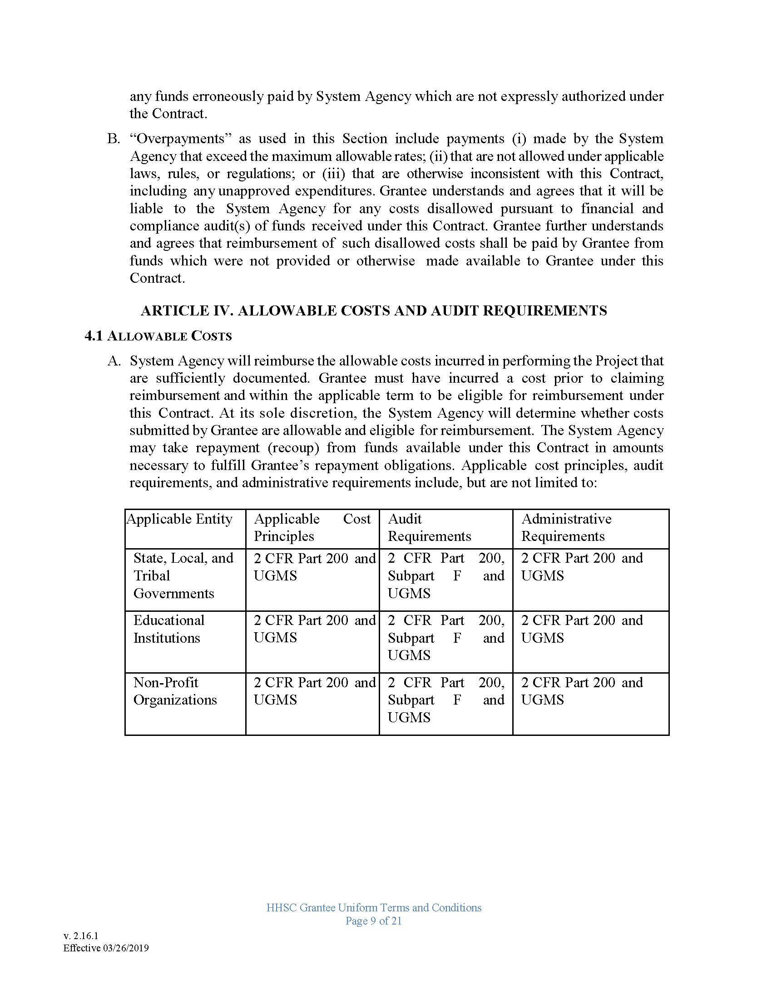 any funds erroneously paid by System Agency which are not expressly authorized under
the Contract.
B. “Overpayments” as used in this Section include payments (i) made by the System
Agency that exceed the maximum allowable rates; (ii) that are not allowed under applicable
laws, rules, or regulations; or (iii) that are otherwise inconsistent with this Contract,
including any unapproved expenditures. Grantee understands and agrees that it will be
liable to the System Agency for any costs disallowed pursuant to financial and
compliance audit(s) of funds received under this Contract. Grantee further understands
and agrees that reimbursement of such disallowed costs shall be paid by Grantee from
funds which were not provided or otherwise made available to Grantee under this
Contract.
ARTICLE IV. ALLOWABLE COSTS AND AUDIT REQUIREMENTS
4.1 ALLOWABLE COSTS
A. System Agency will reimburse the allowable costs incurred in performing the Project that
are sufficiently documented. Grantee must have incurred a cost prior to claiming
reimbursement and within the applicable term to be eligible for reimbursement under
this Contract. At its sole discretion, the System Agency will determine whether costs
submitted by Grantee are allowable and eligible for reimbursement. The System Agency
may take repayment (recoup) from funds available under this Contract in amounts
necessary to fulfill Grantee’s repayment obligations. Applicable cost principles, audit
requirements, and administrative requirements include, but are not limited to:
Applicable Entity
Applicable Cost
Principles
Audit
Requirements
Administrative
Requirements
State, Local, and
Tribal
Governments
2 CFR Part 200 and
UGMS
2 CFR Part 200,
Subpart F and
UGMS
2 CFR Part 200 and
UGMS
Educational
Institutions
2 CFR Part 200 and
UGMS
2 CFR Part 200,
Subpart F and
UGMS
2 CFR Part 200 and
UGMS
Non-Profit
Organizations
2 CFR Part 200 and
UGMS
2 CFR Part 200,
Subpart F and
UGMS
2 CFR Part 200 and
UGMS
HHSC Grantee Uniform Terms and Conditions
Page 9 of 21
v. 2.16.1
Effective 03/26/2019